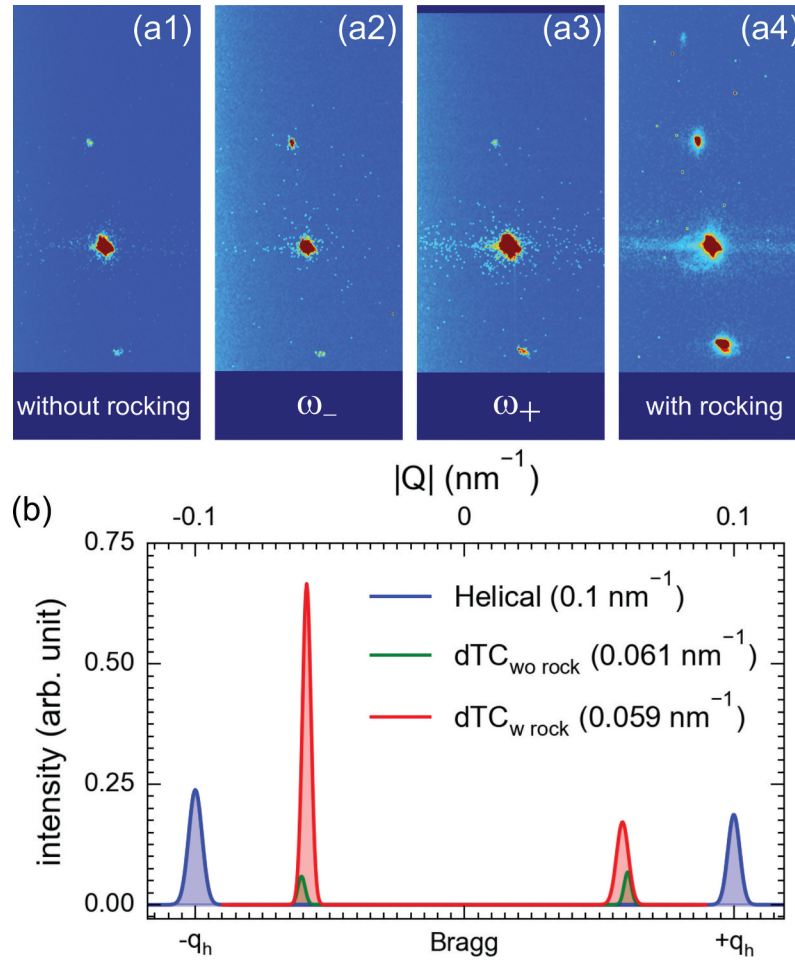 (a1) (a2) (a3) (a4)
without rocking ω₋ ω₊ with rocking
(b)
|Q| (nm⁻¹)
-0.1 0 0.1
0.75
0.50
0.25
0.00
intensity (arb. unit)
Helical (0.1 nm⁻¹)
dTC_wo rock (0.061 nm⁻¹)
dTC_w rock (0.059 nm⁻¹)
-q_h Bragg +q_h